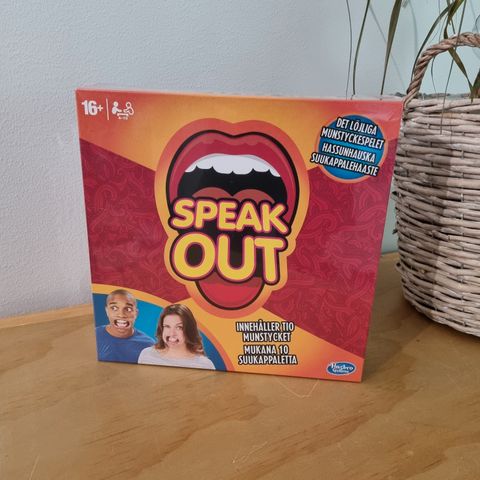 16+
DET LÖJLIGA
MUNSTYCKESPELET
HASSUNHAUSKA
SUUKAPPALEHAASTE
SPEAK
OUT
INNEHÅLLER TIO
MUNSTYCKET
MUKANA 10
SUUKAPPALETTA
Hasbro
Gaming